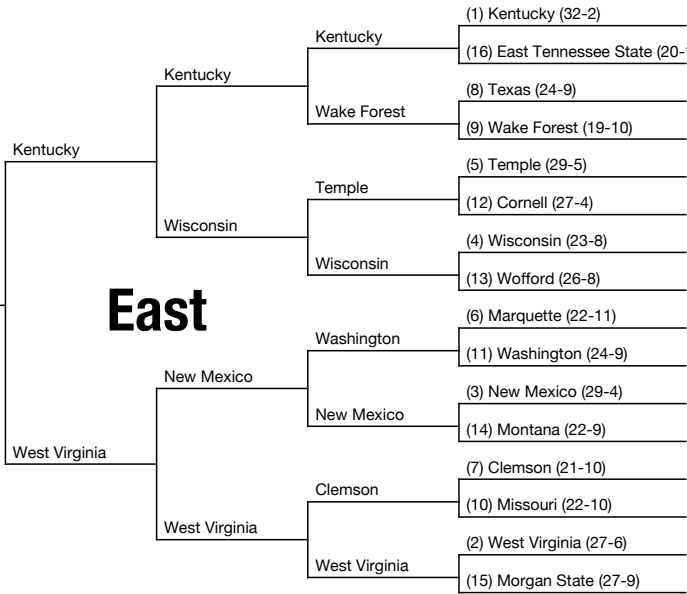 (1) Kentucky (32-2)
Kentucky
(16) East Tennessee State (20-
Kentucky
(8) Texas (24-9)
Wake Forest
(9) Wake Forest (19-10)
Kentucky
(5) Temple (29-5)
Temple
(12) Cornell (27-4)
Wisconsin
(4) Wisconsin (23-8)
Wisconsin
(13) Wofford (26-8)
East
(6) Marquette (22-11)
Washington
(11) Washington (24-9)
New Mexico
(3) New Mexico (29-4)
New Mexico
(14) Montana (22-9)
West Virginia
(7) Clemson (21-10)
Clemson
(10) Missouri (22-10)
West Virginia
(2) West Virginia (27-6)
West Virginia
(15) Morgan State (27-9)